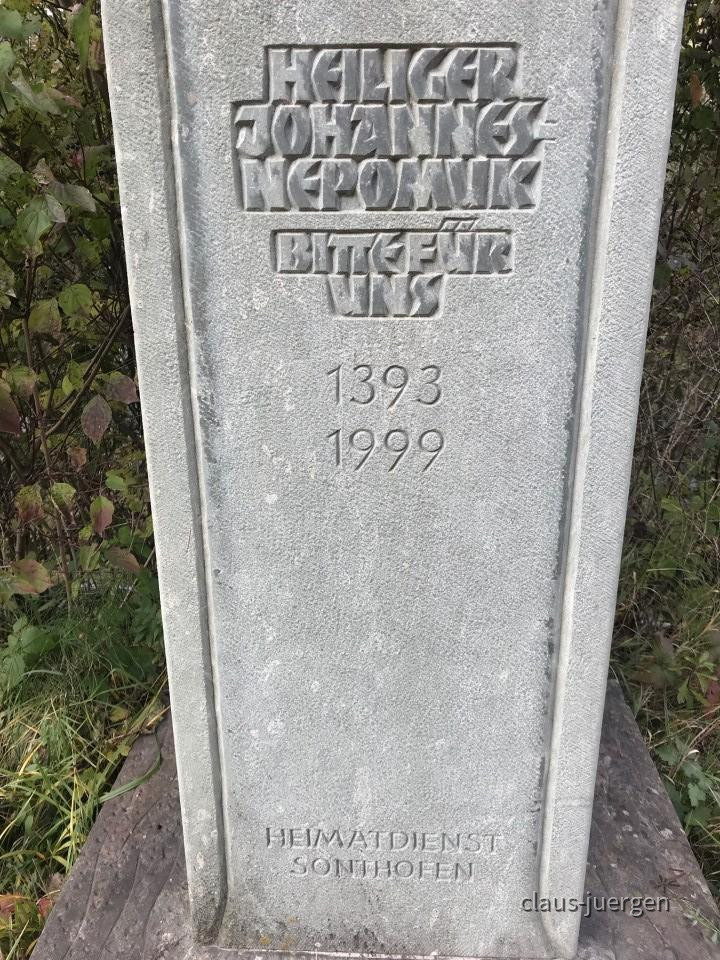 HEILIGER
JOHANNES-
NEPOMUK
BITTE FÜR
UNS
1393
1999
HEIMATDIENST
SONTHOFEN
claus-juergen